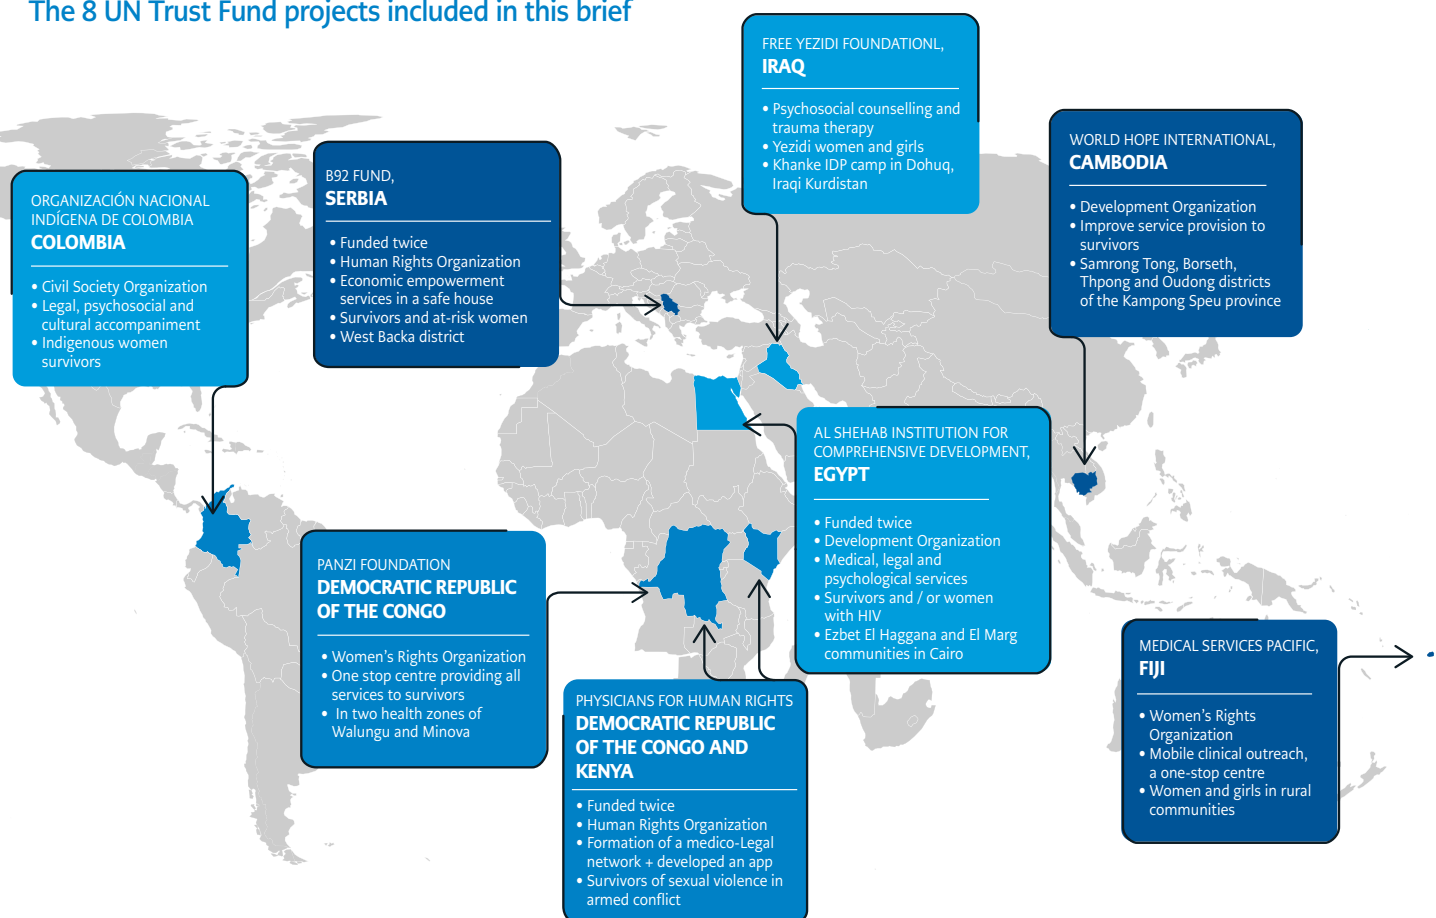 The 8 UN Trust Fund projects included in this brief
FREE YEZIDI FOUNDATIONL,
IRAQ
• Psychosocial counselling and
trauma therapy
• Yezidi women and girls
• Khanke IDP camp in Dohuq,
Iraqi Kurdistan
WORLD HOPE INTERNATIONAL,
CAMBODIA
• Development Organization
• Improve service provision to
survivors
• Samrong Tong, Borseth,
Thpong and Oudong districts
of the Kampong Speu province
B92 FUND,
SERBIA
• Funded twice
• Human Rights Organization
• Economic empowerment
services in a safe house
• Survivors and at-risk women
• West Backa district
ORGANIZACIÓN NACIONAL
INDÍGENA DE COLOMBIA
COLOMBIA
• Civil Society Organization
• Legal, psychosocial and
cultural accompaniment
• Indigenous women
survivors
AL SHEHAB INSTITUTION FOR
COMPREHENSIVE DEVELOPMENT,
EGYPT
• Funded twice
• Development Organization
• Medical, legal and
psychological services
• Survivors and / or women
with HIV
• Ezbet El Haggana and El Marg
communities in Cairo
PANZI FOUNDATION
DEMOCRATIC REPUBLIC
OF THE CONGO
• Women's Rights Organization
• One stop centre providing all
services to survivors
• In two health zones of
Walungu and Minova
PHYSICIANS FOR HUMAN RIGHTS
DEMOCRATIC REPUBLIC
OF THE CONGO AND
KENYA
• Funded twice
• Human Rights Organization
• Formation of a medico-Legal
network + developed an app
• Survivors of sexual violence in
armed conflict
MEDICAL SERVICES PACIFIC,
FIJI
• Women's Rights
Organization
• Mobile clinical outreach,
a one-stop centre
• Women and girls in rural
communities